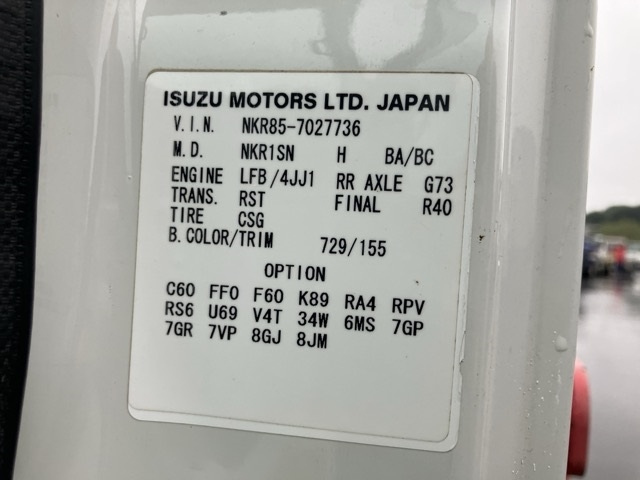 ISUZU MOTORS LTD. JAPAN
V.I.N. NKR85-7027736
M.D. NKR1SN H BA/BC
ENGINE LFB/4JJ1 RR AXLE G73
TRANS. RST FINAL R40
TIRE CSG
B.COLOR/TRIM 729/155
OPTION
C60 FF0 F60 K89 RA4 RPV
RS6 U69 V4T 34W 6MS 7GP
7GR 7VP 8GJ 8JM